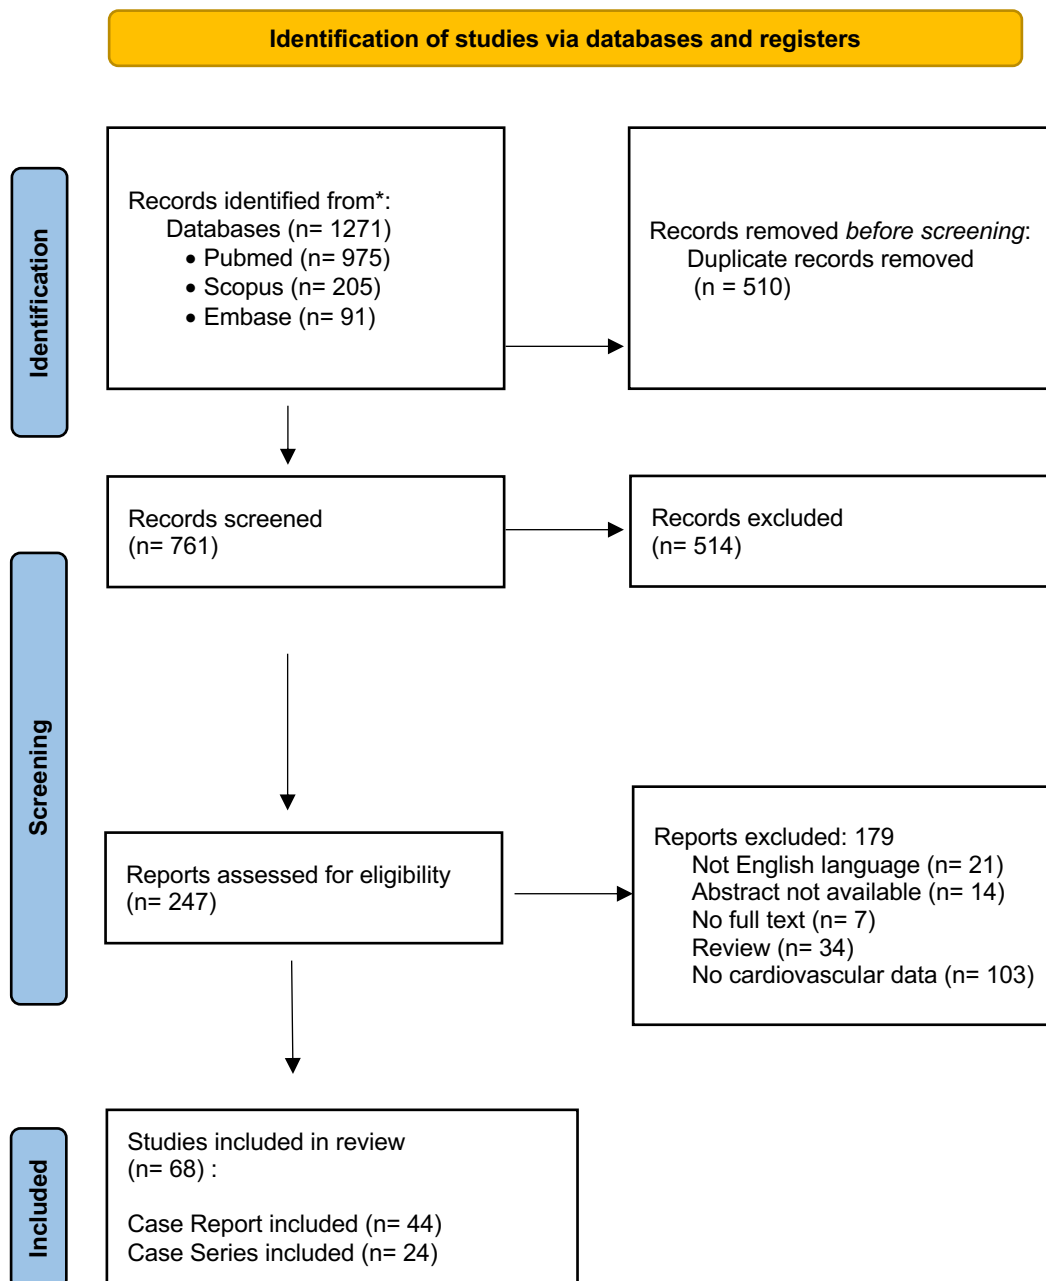 Identification of studies via databases and registers
Identification
Records identified from*:
Databases (n= 1271)
• Pubmed (n= 975)
• Scopus (n= 205)
• Embase (n= 91)
Records removed before screening:
Duplicate records removed
(n = 510)
Screening
Records screened
(n= 761)
Records excluded
(n= 514)
Reports assessed for eligibility
(n= 247)
Reports excluded: 179
Not English language (n= 21)
Abstract not available (n= 14)
No full text (n= 7)
Review (n= 34)
No cardiovascular data (n= 103)
Included
Studies included in review
(n= 68) :
Case Report included (n= 44)
Case Series included (n= 24)